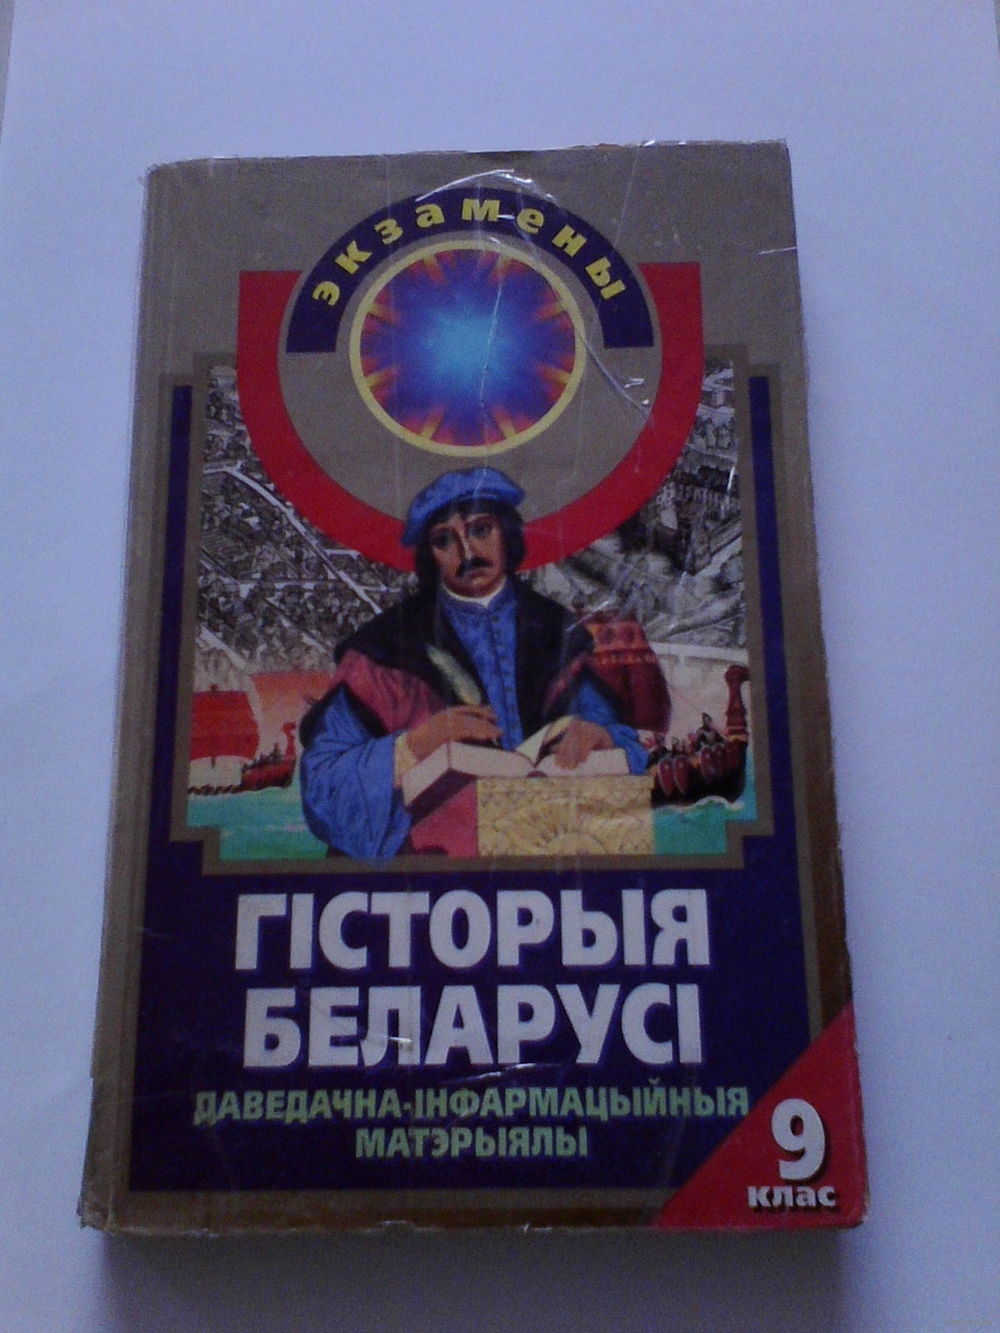 экзамены
ГІСТОРЫЯ
БЕЛАРУСІ
ДАВЕДАЧНА-ІНФАРМАЦЫЙНЫЯ
МАТЭРЫЯЛЫ
9
клас